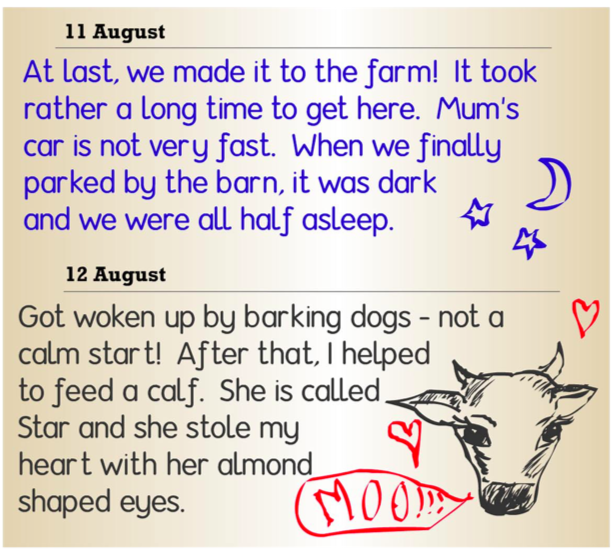 11 August
At last, we made it to the farm! It took
rather a long time to get here. Mum's
car is not very fast. When we finally
parked by the barn, it was dark
and we were all half asleep.
12 August
Got woken up by barking dogs - not a
calm start! After that, I helped
to feed a calf. She is called
Star and she stole my
heart with her almond
shaped eyes.
MOO!!!